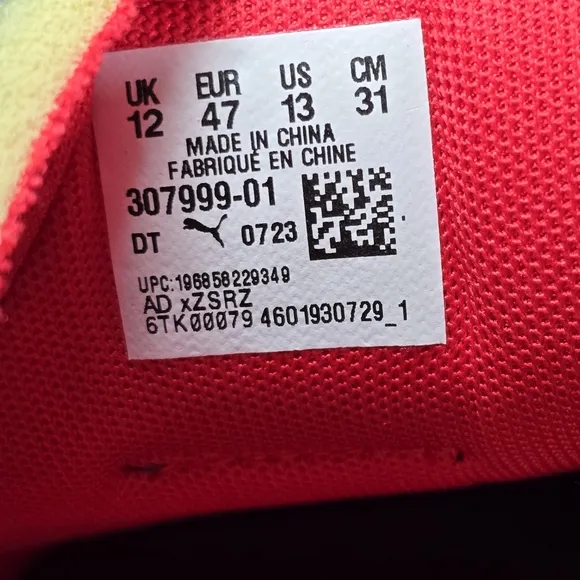 UK EUR US CM
12 47 13 31
MADE IN CHINA
FABRIQUÉ EN CHINE
307999-01
DT 0723
UPC:196858229349
AD xZSRZ
6TK00079 4601930729_1